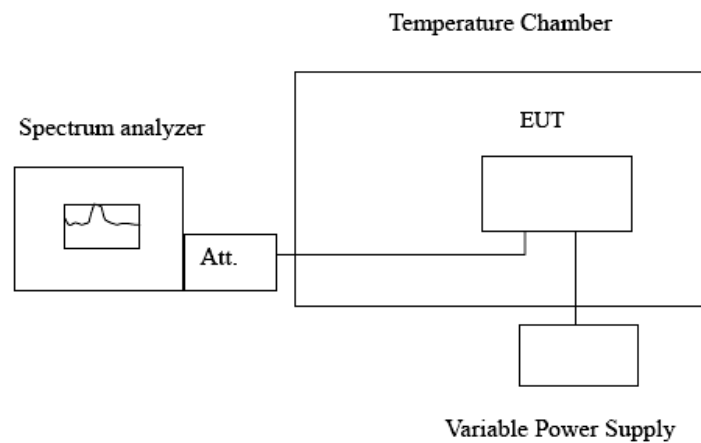 Temperature Chamber
Spectrum analyzer
EUT
Att.
Variable Power Supply